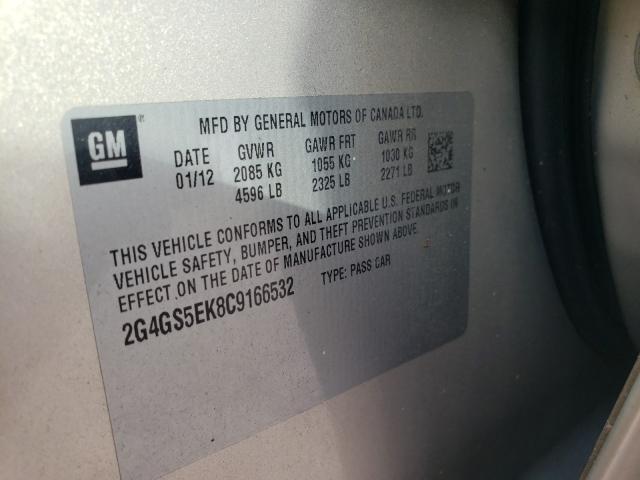 GM
MFD BY GENERAL MOTORS OF CANADA LTD.
DATE GVWR GAWR FRT GAWR RR
01/12 2085 KG 1055 KG 1030 KG
4596 LB 2325 LB 2271 LB
THIS VEHICLE CONFORMS TO ALL APPLICABLE U.S. FEDERAL MOTOR
VEHICLE SAFETY, BUMPER, AND THEFT PREVENTION STANDARDS IN
EFFECT ON THE DATE OF MANUFACTURE SHOWN ABOVE.
2G4GS5EK8C9166532 TYPE: PASS CAR